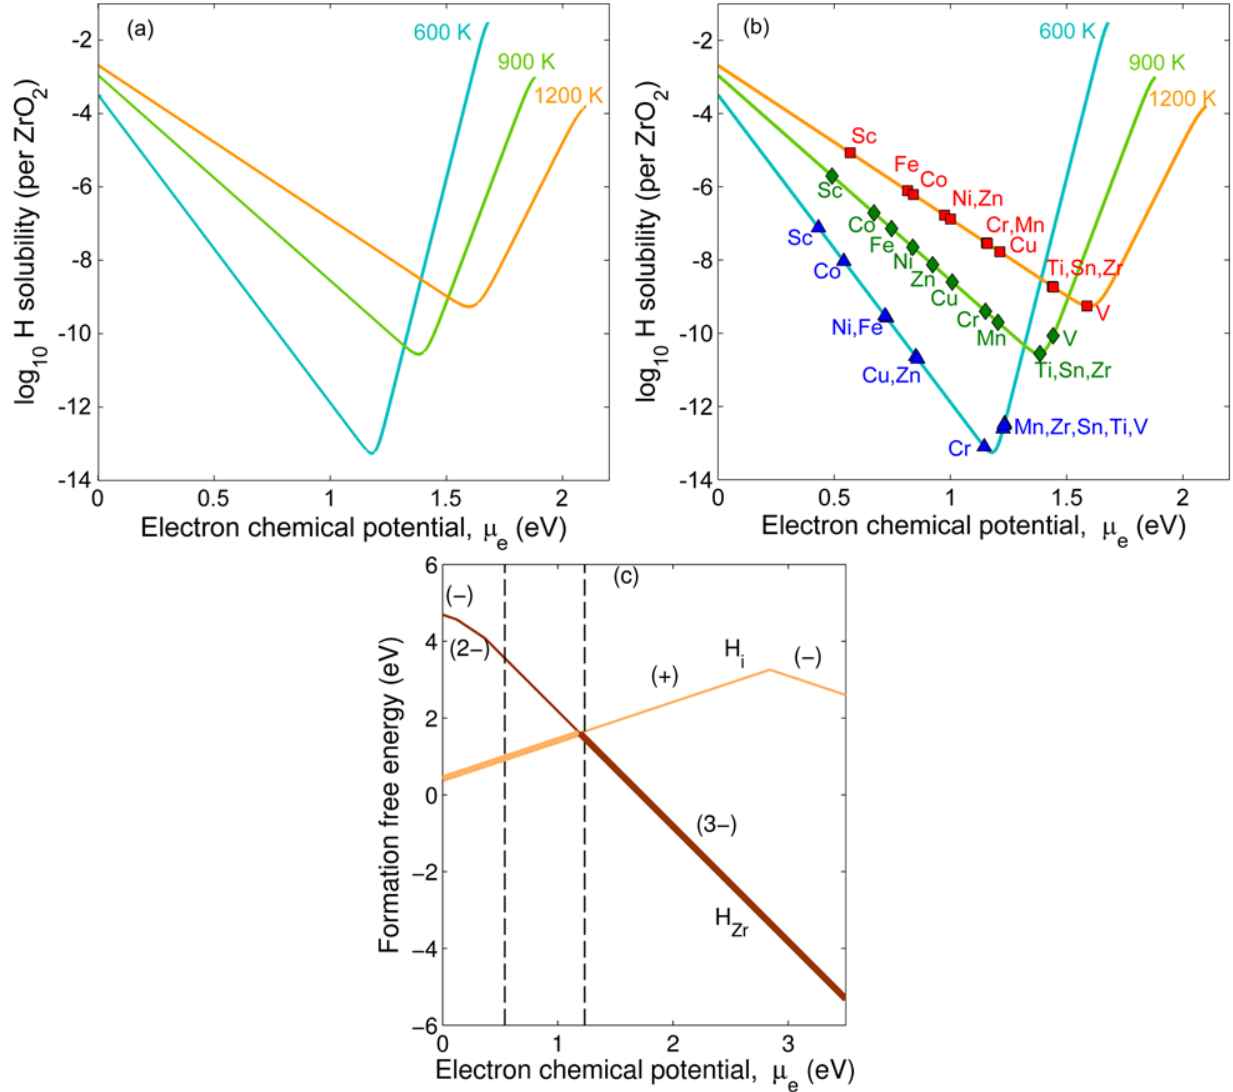 (a)
600 K
900 K
1200 K
-2
-4
-6
-8
-10
-12
-14
0
0.5
1
1.5
2
log10 H solubility (per ZrO2)
Electron chemical potential, μe (eV)
(b)
600 K
900 K
1200 K
Sc
Fe
Co
Ni,Zn
Cr,Mn
Cu
Ti,Sn,Zr
V
Sc
Co
Fe
Ni
Zn
Cu
Cr
Mn
V
Ti,Sn,Zr
Sc
Co
Ni,Fe
Cu,Zn
Cr
Mn,Zr,Sn,Ti,V
-2
-4
-6
-8
-10
-12
-14
0
0.5
1
1.5
2
log10 H solubility (per ZrO2)
Electron chemical potential, μe (eV)
(c)
(−)
(2−)
(+)
Hi
(−)
(3−)
HZr
6
4
2
0
−2
−4
−6
0
1
2
3
Formation free energy (eV)
Electron chemical potential, μe (eV)